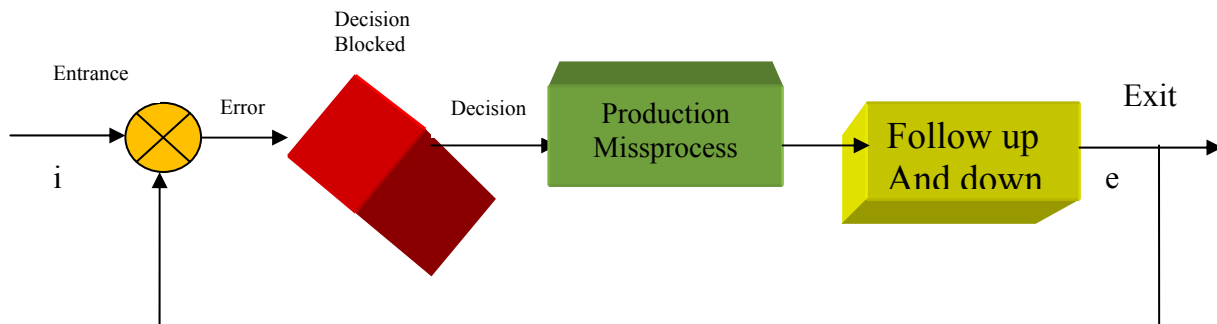 Decision
Blocked
Entrance
Error
Decision
Production
Missprocess
Follow up
And down
Exit
i
e